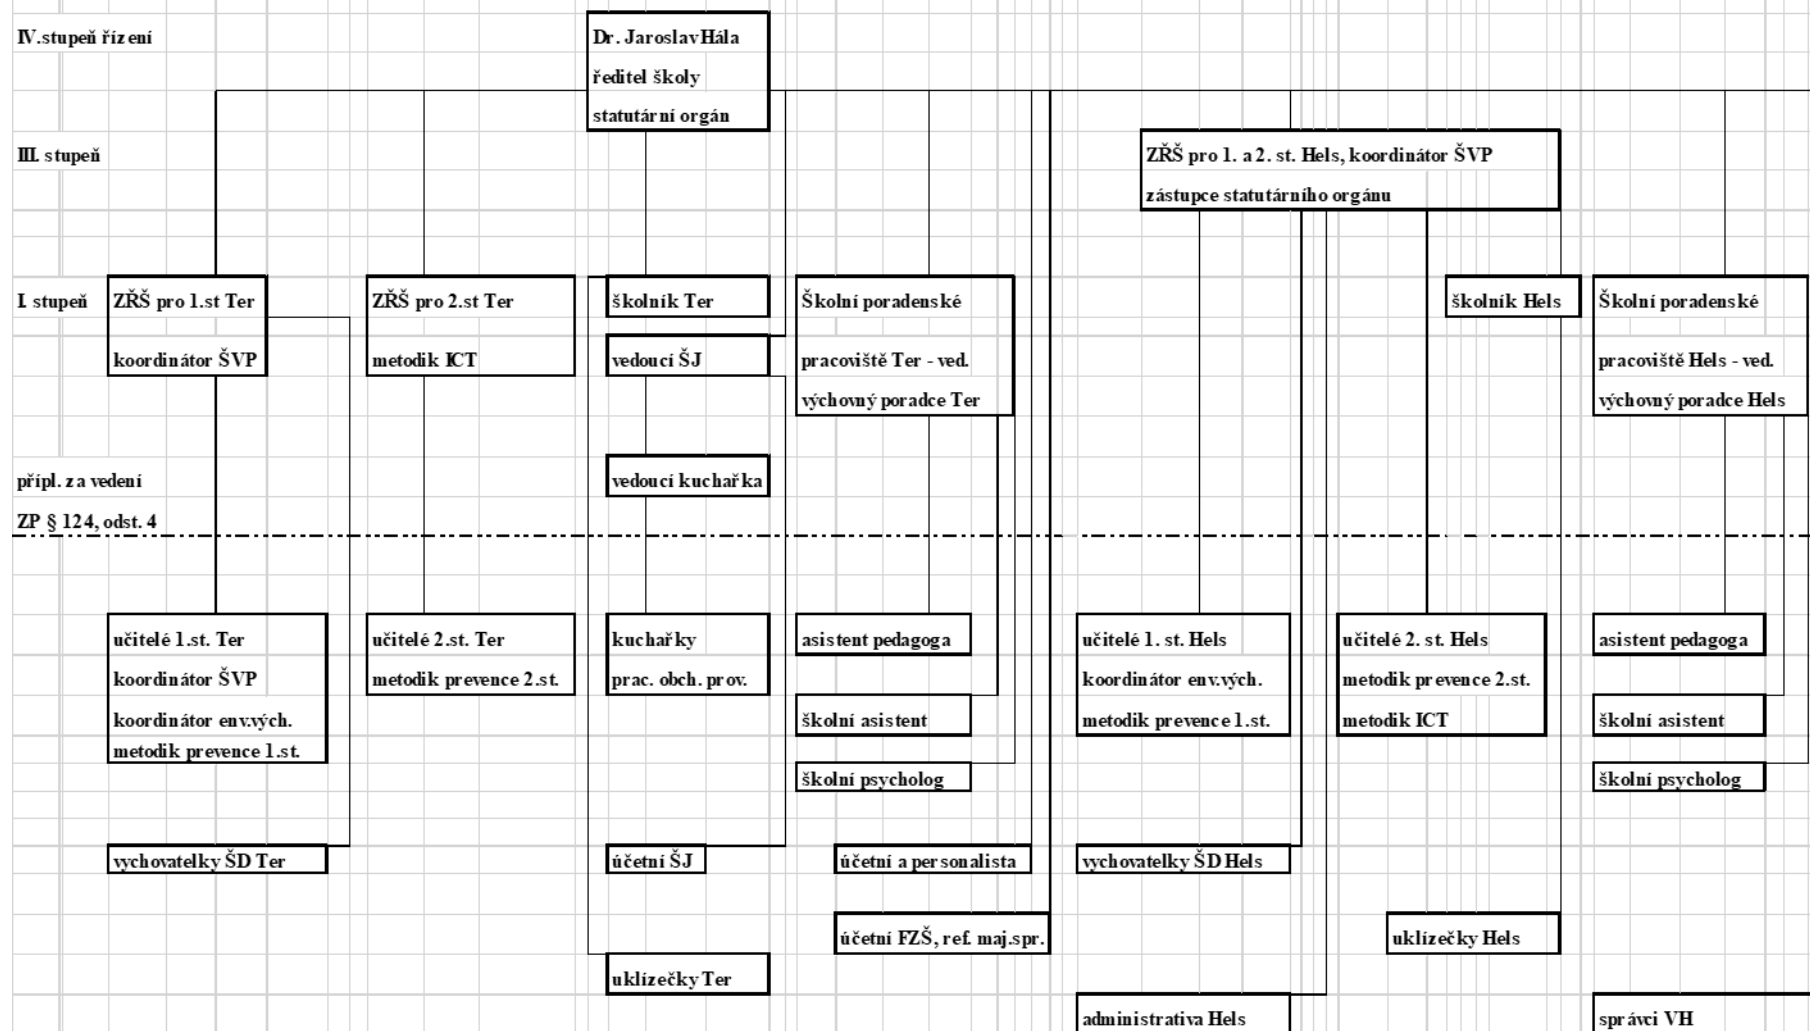 IV.stupeň řízení
Dr. Jaroslav Hála
ředitel školy
statutární orgán
III. stupeň
ZŘŠ pro 1. a 2. st. Hels, koordinátor ŠVP
zástupce statutárního orgánu
I. stupeň
ZŘŠ pro 1.st Ter
koordinátor ŠVP
ZŘŠ pro 2.st Ter
metodik ICT
školník Ter
vedoucí ŠJ
Školní poradenské
pracoviště Ter - ved.
výchovný poradce Ter
školník Hels
Školní poradenské
pracoviště Hels - ved.
výchovný poradce Hels
vedoucí kuchařka
přípl. za vedení
ZP § 124, odst. 4
učitelé 1.st. Ter
koordinátor ŠVP
koordinátor env.vých.
metodik prevence 1.st.
učitelé 2.st. Ter
metodik prevence 2.st.
kuchařky
prac. obch. prov.
asistent pedagoga
školní asistent
školní psycholog
učitelé 1. st. Hels
koordinátor env.vých.
metodik prevence 1.st.
učitelé 2. st. Hels
metodik prevence 2.st.
metodik ICT
asistent pedagoga
školní asistent
školní psycholog
vychovatelky ŠD Ter
účetní ŠJ
účetní a personalista
vychovatelky ŠD Hels
účetní FZŠ, ref. maj.spr.
uklízečky Hels
uklízečky Ter
administrativa Hels
správci VH